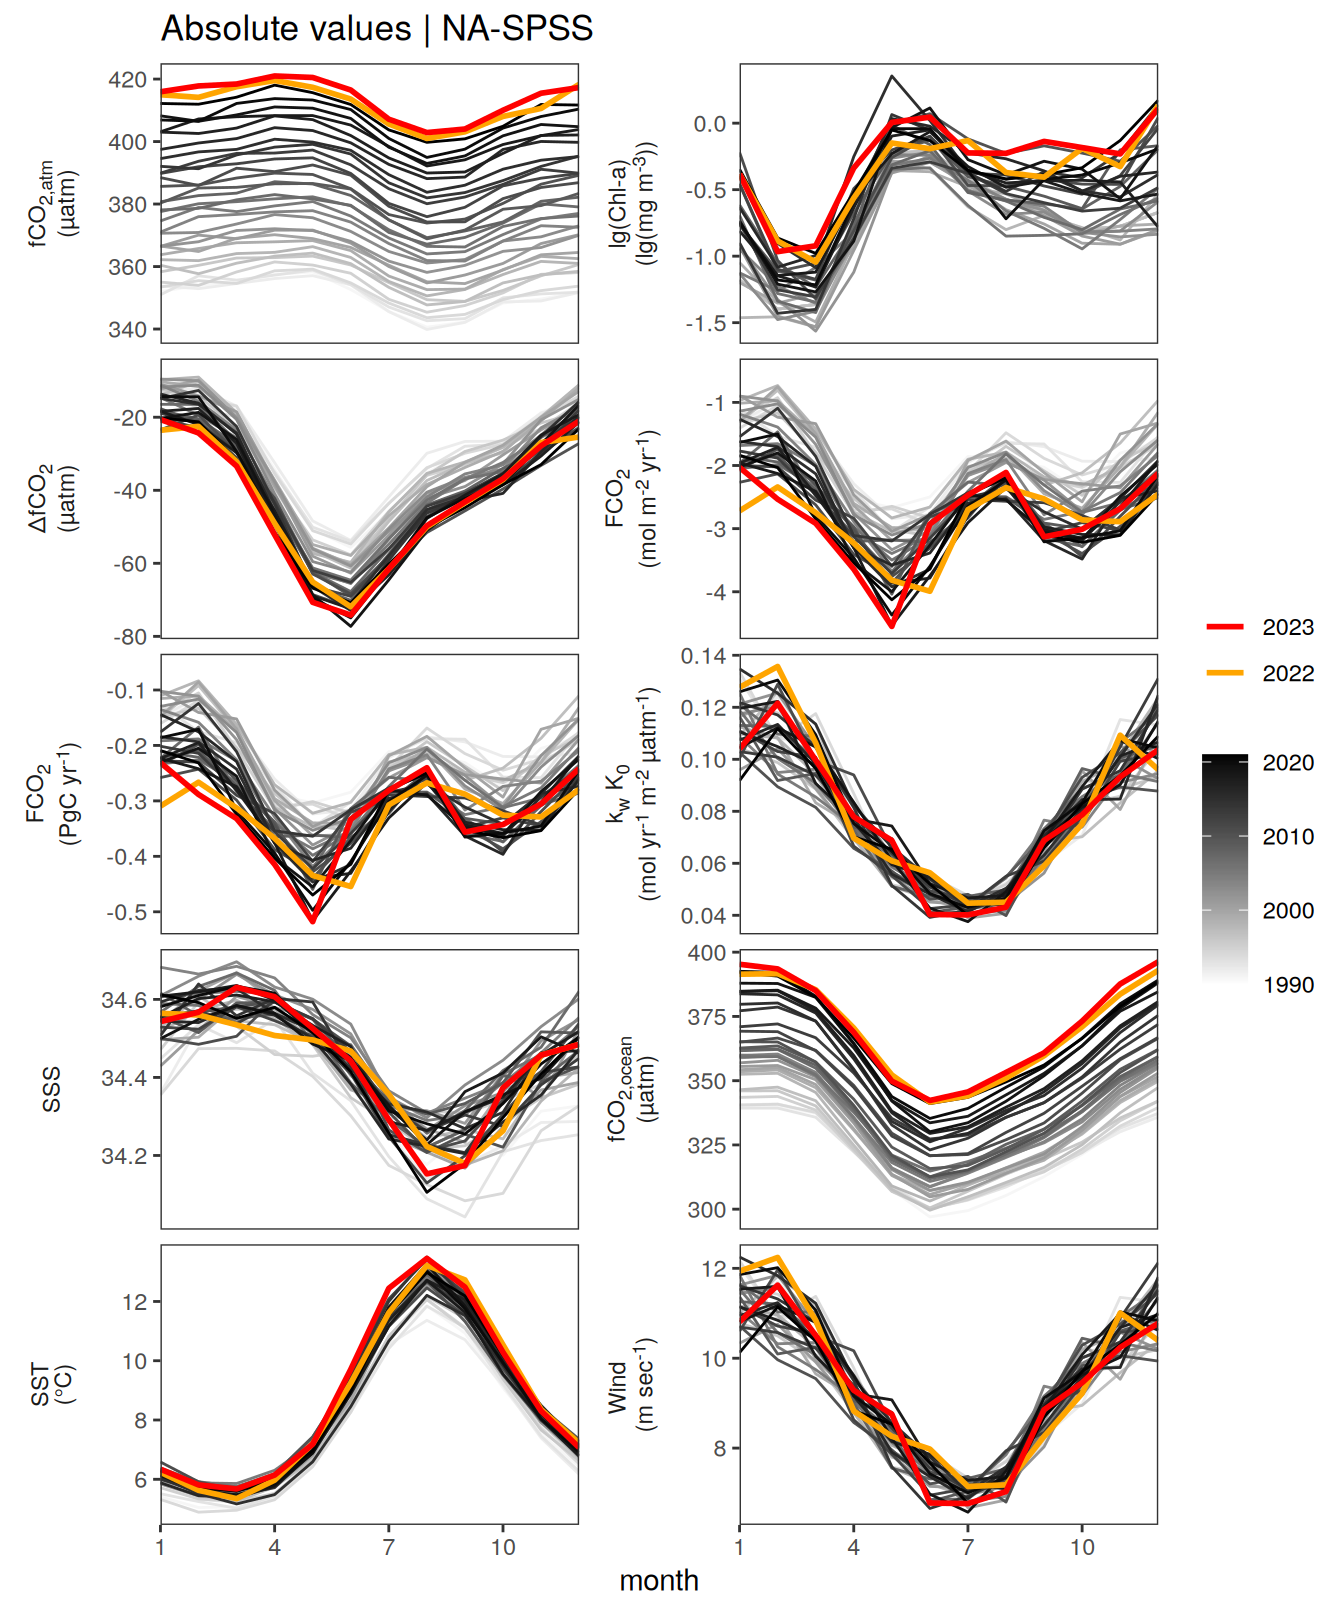 Absolute values | NA-SPSS
fCO2,atm
(µatm)
420
400
380
360
340
lg(Chl-a)
(lg(mg m-3))
0.0
-0.5
-1.0
-1.5
ΔfCO2
(µatm)
-20
-40
-60
-80
FCO2
(mol m-2 yr-1)
-1
-2
-3
-4
FCO2
(PgC yr-1)
-0.1
-0.2
-0.3
-0.4
-0.5
kw K0
(mol yr-1 m-2 µatm-1)
0.14
0.12
0.10
0.08
0.06
0.04
SSS
34.6
34.4
34.2
fCO2,ocean
(µatm)
400
375
350
325
300
SST
(°C)
12
10
8
6
Wind
(m sec-1)
12
10
8
1 4 7 10
1 4 7 10
month
2023
2022
2020
2010
2000
1990